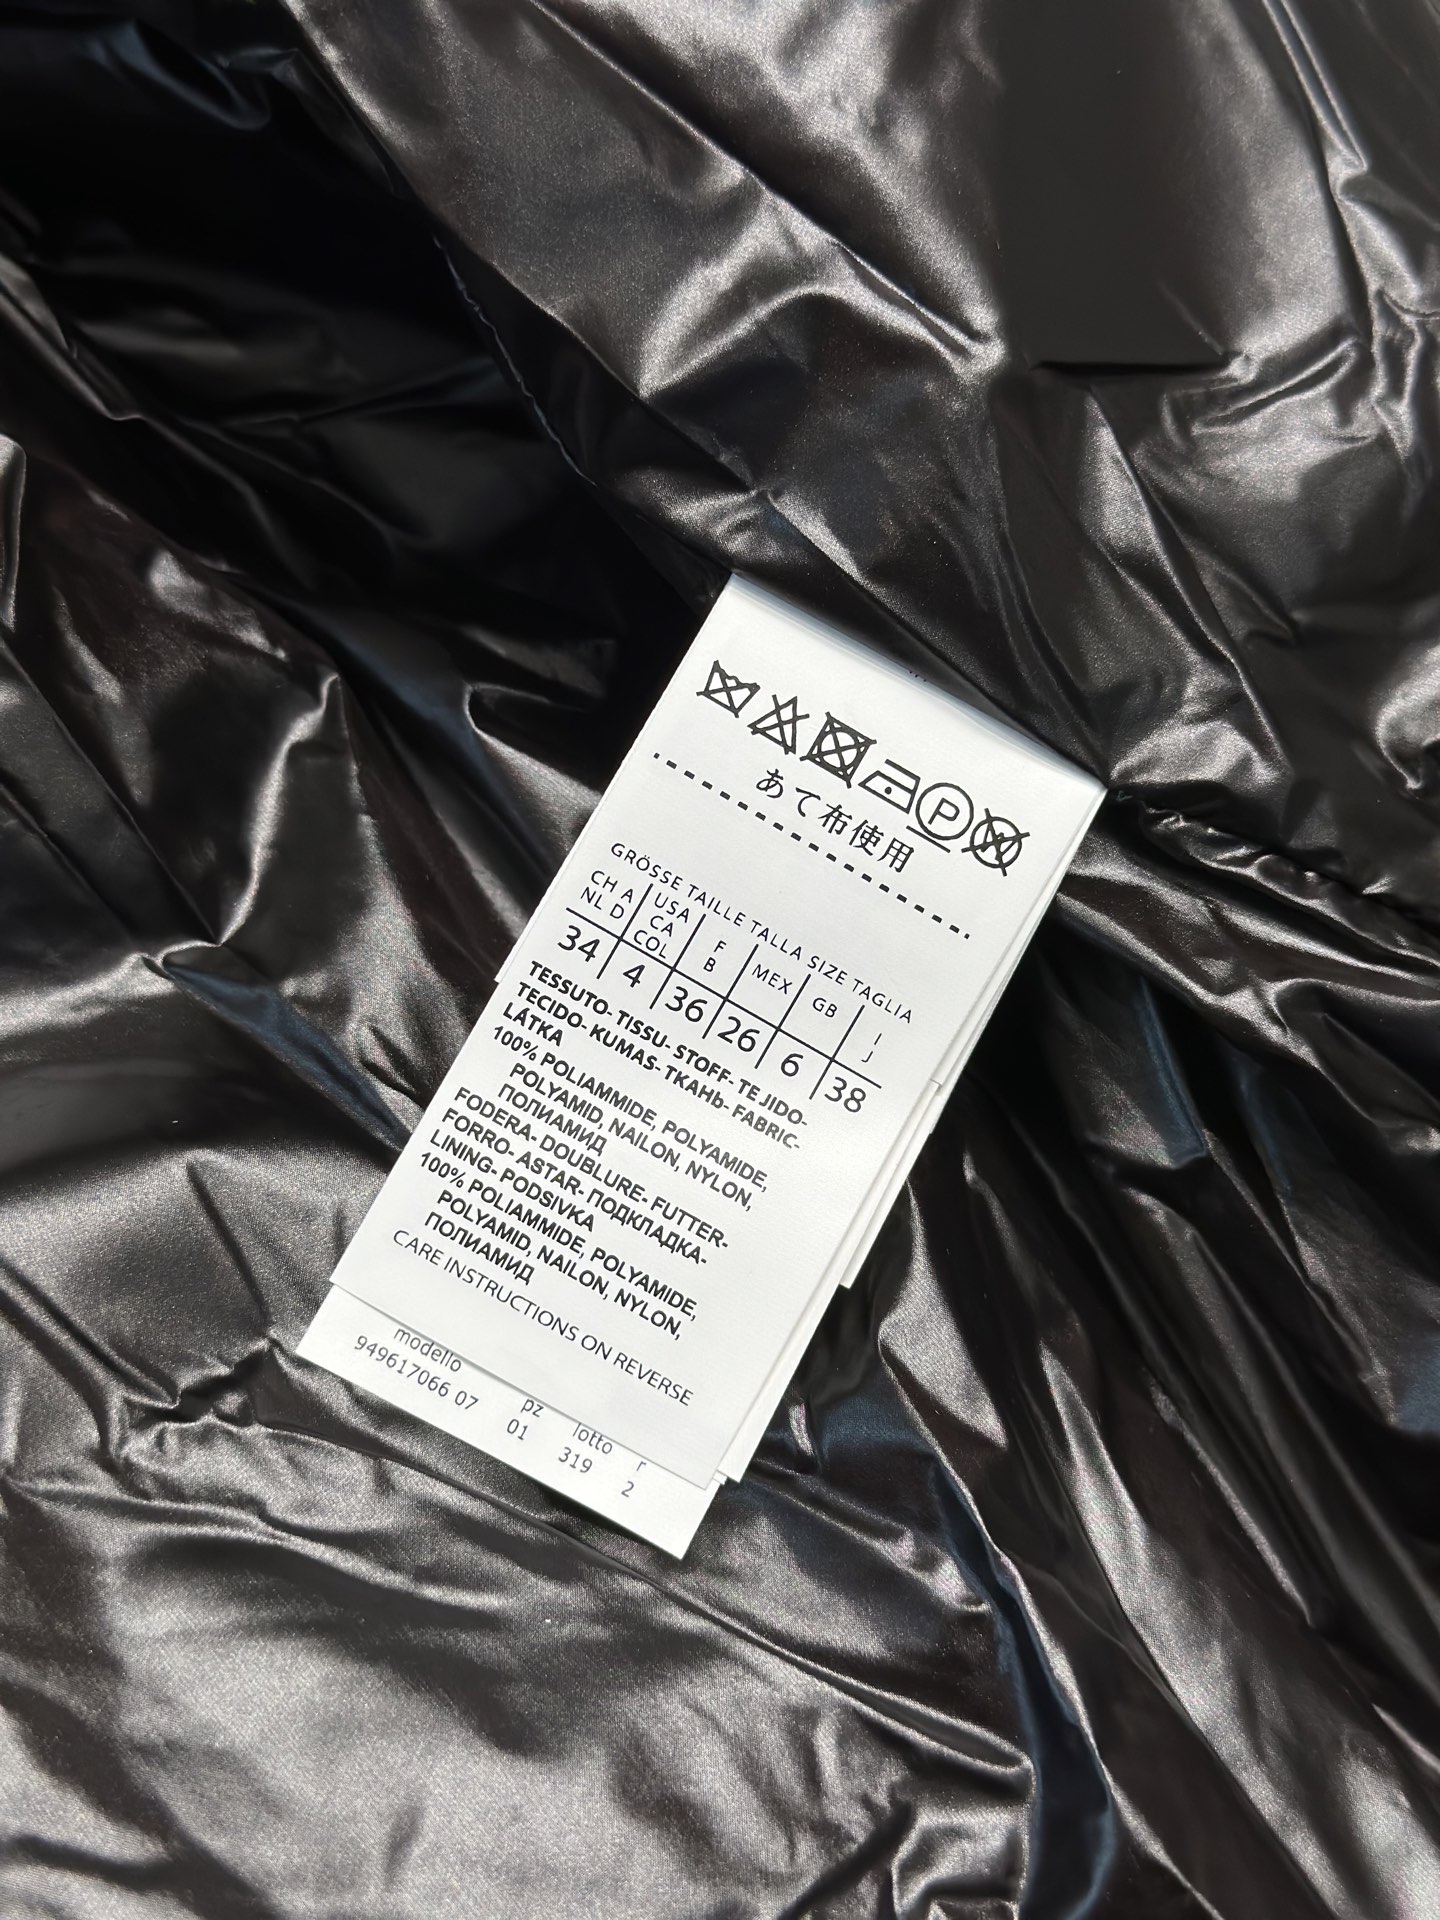 P
W
あて布使用
GRÖSSE TAILLE TALLA SIZE TAGLIA
CH A USA F MEX GB I
NL D CA B J
COL
34 4 36 26 6 38
TESSUTO- TISSU- STOFF- TEJIDO-
TECIDO- KUMAS- ТКАНЬ- FABRIC-
LÁTKA
100% POLIAMMIDE, POLYAMIDE,
POLYAMID, NAILON, NYLON,
ПОЛИАМИД
FODERA- DOUBLURE- FUTTER-
FORRO- ASTAR- ПОДКЛАДКА-
LINING- PODSIVKA
100% POLIAMMIDE, POLYAMIDE,
POLYAMID, NAILON, NYLON,
ПОЛИАМИД
CARE INSTRUCTIONS ON REVERSE
modello pz lotto r
949617066 07 01 319 2